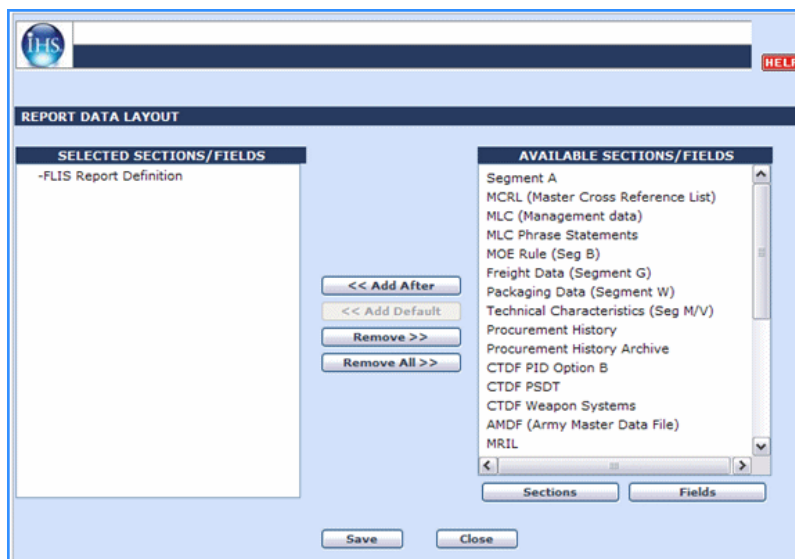 IHS
HELP
REPORT DATA LAYOUT
SELECTED SECTIONS/FIELDS
-FLIS Report Definition
<< Add After
<< Add Default
Remove >>
Remove All >>
AVAILABLE SECTIONS/FIELDS
Segment A
MCRL (Master Cross Reference List)
MLC (Management data)
MLC Phrase Statements
MOE Rule (Seg B)
Freight Data (Segment G)
Packaging Data (Segment W)
Technical Characteristics (Seg M/V)
Procurement History
Procurement History Archive
CTDF PID Option B
CTDF PSDT
CTDF Weapon Systems
AMDF (Army Master Data File)
MRIL
Sections Fields
Save Close